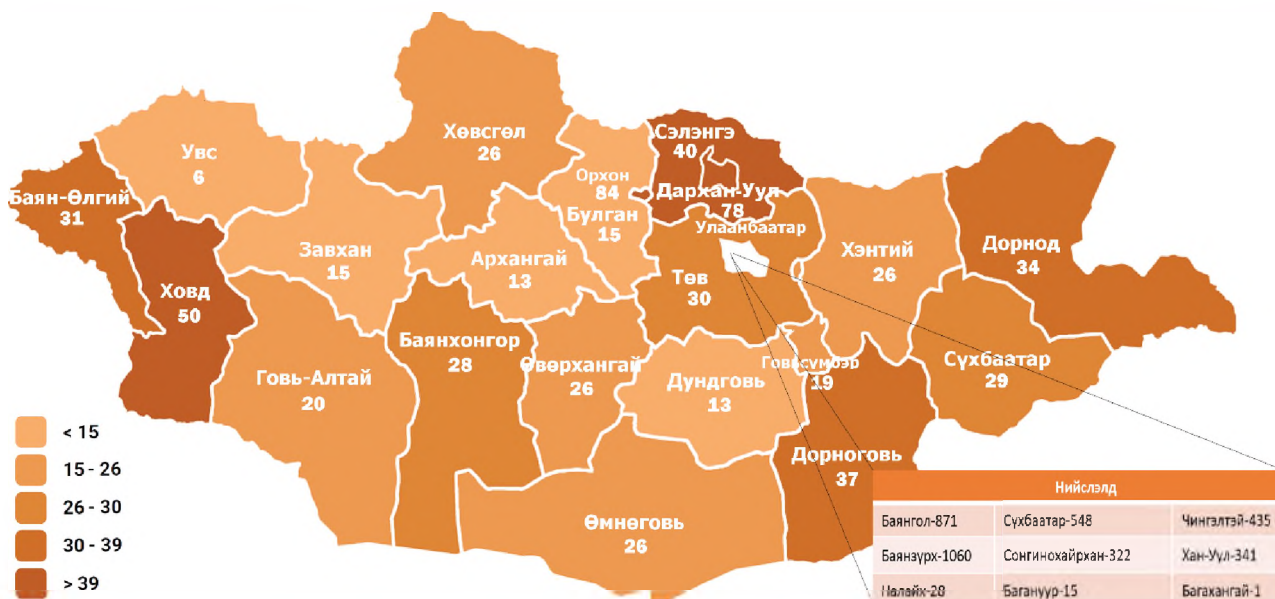 Увс
6
Баян-Өлгий
31
Ховд
50
Завхан
15
Говь-Алтай
20
Хөвсгөл
26
Архангай
13
Баянхонгор
28
Өвөрхангай
26
Орхон
84
Булган
15
Сэлэнгэ
40
Дархан-Уул
78
Улаанбаатар
Төв
30
Хэнтий
26
Дорнод
34
Сүхбаатар
29
Говьсүмбэр
19
Дундговь
13
Дорноговь
37
Өмнөговь
26
< 15
15 - 26
26 - 30
30 - 39
> 39
Нийслэлд
Баянгол-871 Сүхбаатар-548 Чингэлтэй-435
Баянзүрх-1060 Сонгинохайрхан-322 Хан-Уул-341
Налайх-28 Багануур-15 Багахангай-1